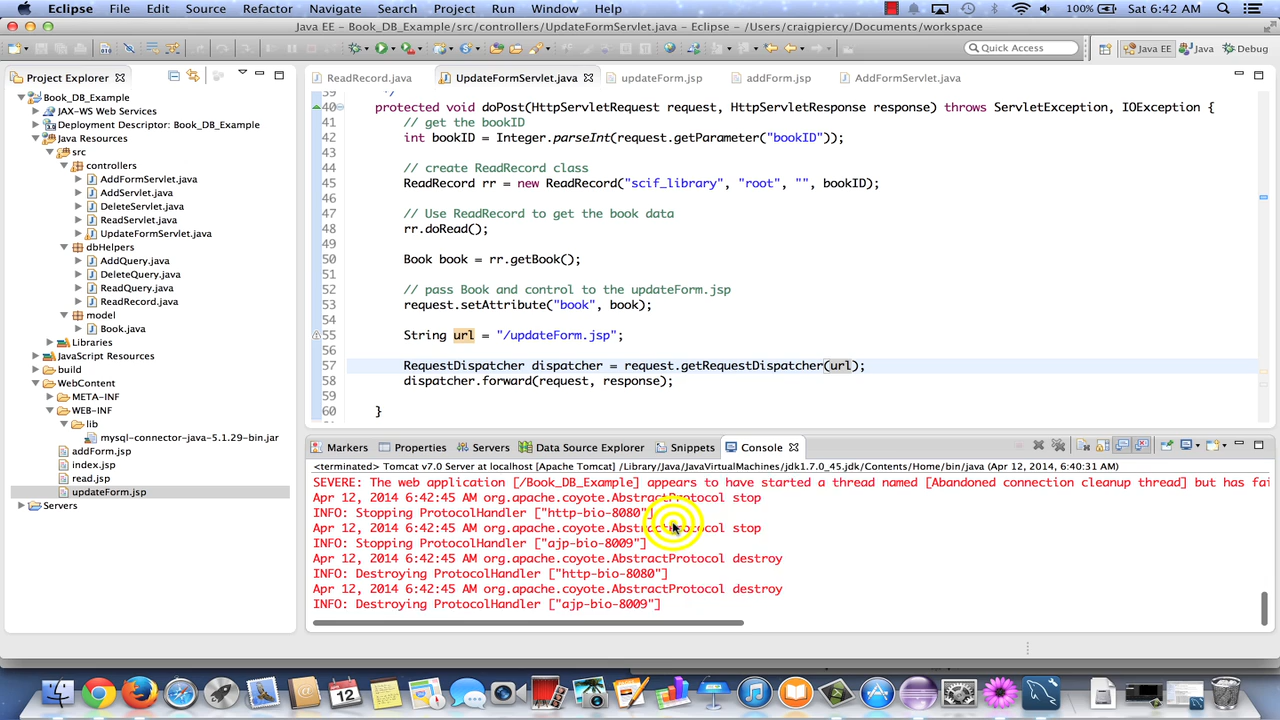 Eclipse File Edit Source Refactor Navigate Search Project Run Window Help 100% Sat 6:42 AM
Java EE - Book_DB_Example/src/controllers/UpdateFormServlet.java - Eclipse - /Users/craigpiercy/Documents/workspace
Quick Access Java EE Java Debug
Project Explorer
Book_DB_Example
JAX-WS Web Services
Deployment Descriptor: Book_DB_Example
Java Resources
src
controllers
AddFormServlet.java
AddServlet.java
DeleteServlet.java
ReadServlet.java
UpdateFormServlet.java
dbHelpers
AddQuery.java
DeleteQuery.java
ReadQuery.java
ReadRecord.java
model
Book.java
Libraries
JavaScript Resources
build
WebContent
META-INF
WEB-INF
lib
mysql-connector-java-5.1.29-bin.jar
addForm.jsp
index.jsp
read.jsp
updateForm.jsp
Servers
ReadRecord.java UpdateFormServlet.java updateForm.jsp addForm.jsp AddFormServlet.java
39 */
40 protected void doPost(HttpServletRequest request, HttpServletResponse response) throws ServletException, IOException {
41 // get the bookID
42 int bookID = Integer.parseInt(request.getParameter("bookID"));
43
44 // create ReadRecord class
45 ReadRecord rr = new ReadRecord("scif_library", "root", "", bookID);
46
47 // Use ReadRecord to get the book data
48 rr.doRead();
49
50 Book book = rr.getBook();
51
52 // pass Book and control to the updateForm.jsp
53 request.setAttribute("book", book);
54
55 String url = "/updateForm.jsp";
56
57 RequestDispatcher dispatcher = request.getRequestDispatcher(url);
58 dispatcher.forward(request, response);
59
60 }
Markers Properties Servers Data Source Explorer Snippets Console
<terminated> Tomcat v7.0 Server at localhost [Apache Tomcat] /Library/Java/JavaVirtualMachines/jdk1.7.0_45.jdk/Contents/Home/bin/java (Apr 12, 2014, 6:40:31 AM)
SEVERE: The web application [/Book_DB_Example] appears to have started a thread named [Abandoned connection cleanup thread] but has fai
Apr 12, 2014 6:42:45 AM org.apache.coyote.AbstractProtocol stop
INFO: Stopping ProtocolHandler ["http-bio-8080"]
Apr 12, 2014 6:42:45 AM org.apache.coyote.AbstractProtocol stop
INFO: Stopping ProtocolHandler ["ajp-bio-8009"]
Apr 12, 2014 6:42:45 AM org.apache.coyote.AbstractProtocol destroy
INFO: Destroying ProtocolHandler ["http-bio-8080"]
Apr 12, 2014 6:42:45 AM org.apache.coyote.AbstractProtocol destroy
INFO: Destroying ProtocolHandler ["ajp-bio-8009"]
12